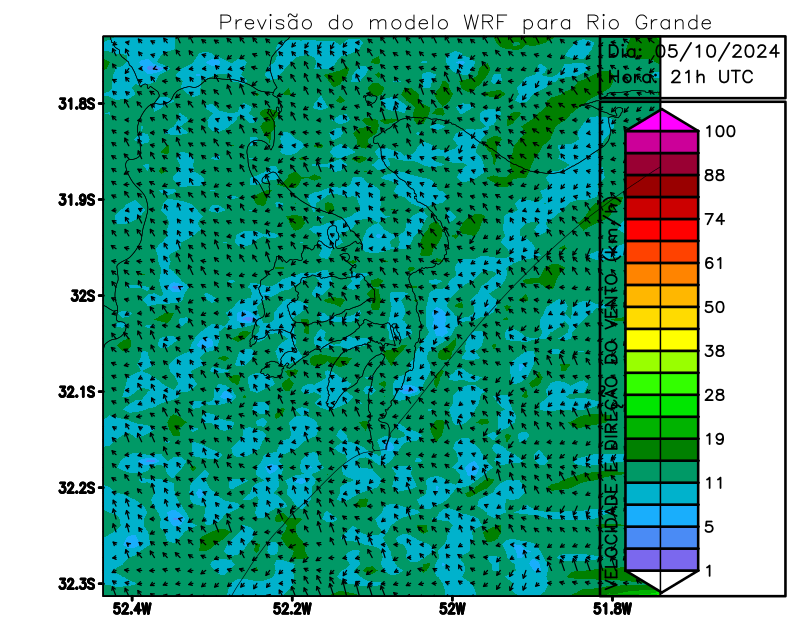 Previsão do modelo WRF para Rio Grande
Dia: 05/10/2024
Hora: 21h UTC
31.8S
31.9S
32S
32.1S
32.2S
32.3S
52.4W
52.2W
52W
51.8W
VELOCIDADE E DIREÇÃO DO VENTO (km/h)
100
88
74
61
50
38
28
19
11
5
1